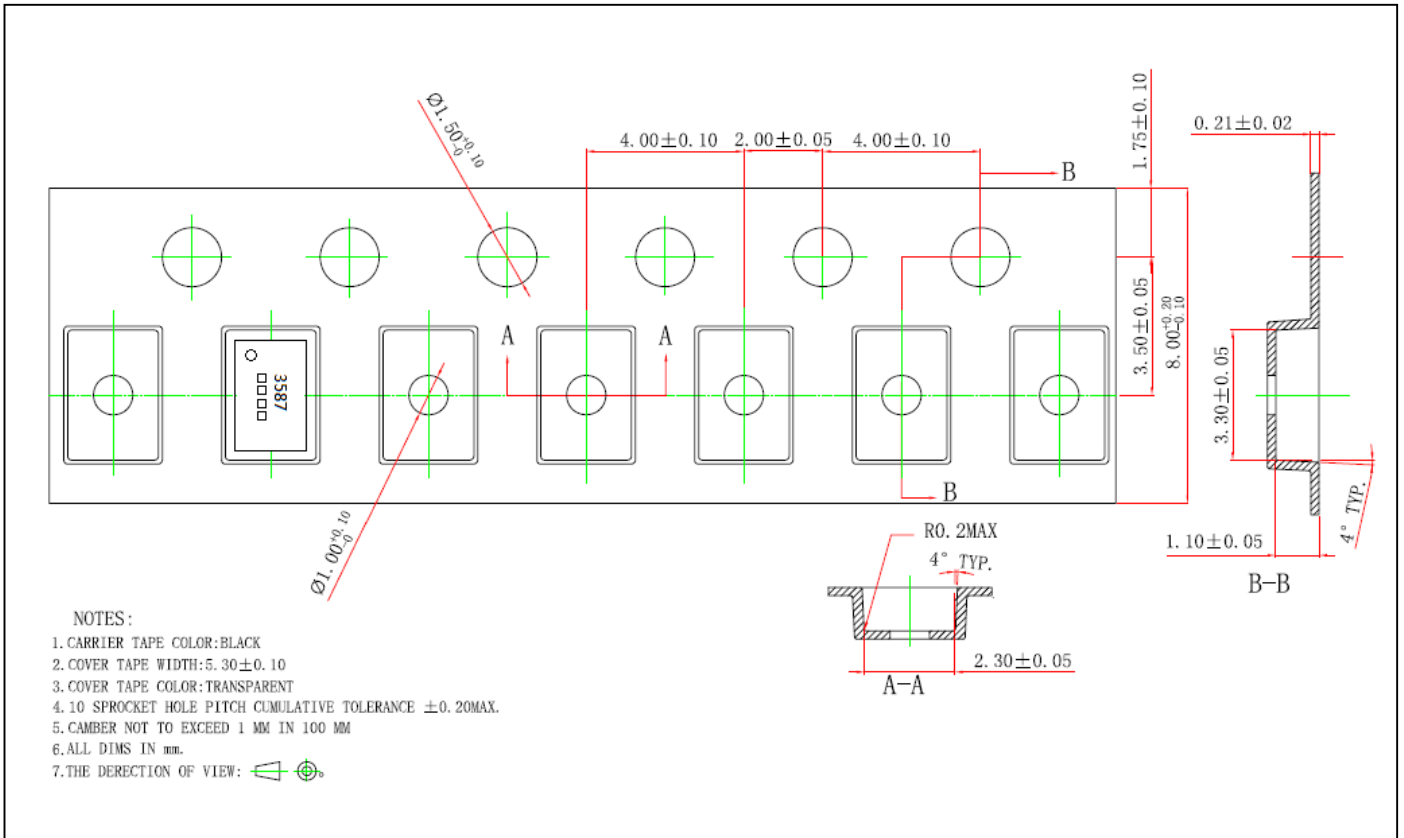 Ø1.50+0.10-0
4.00±0.10
2.00±0.05
4.00±0.10
B
1.75±0.10
0.21±0.02
3.50±0.05
8.00+0.20-0.10
3.30±0.05
A
A
3587
B
Ø1.00+0.10-0
R0.2MAX
4° TYP.
2.30±0.05
A-A
1.10±0.05
4° TYP.
B-B
NOTES:
1.CARRIER TAPE COLOR:BLACK
2.COVER TAPE WIDTH:5.30±0.10
3.COVER TAPE COLOR:TRANSPARENT
4.10 SPROCKET HOLE PITCH CUMULATIVE TOLERANCE ±0.20MAX.
5.CAMBER NOT TO EXCEED 1 MM IN 100 MM
6.ALL DIMS IN mm.
7.THE DERECTION OF VIEW: